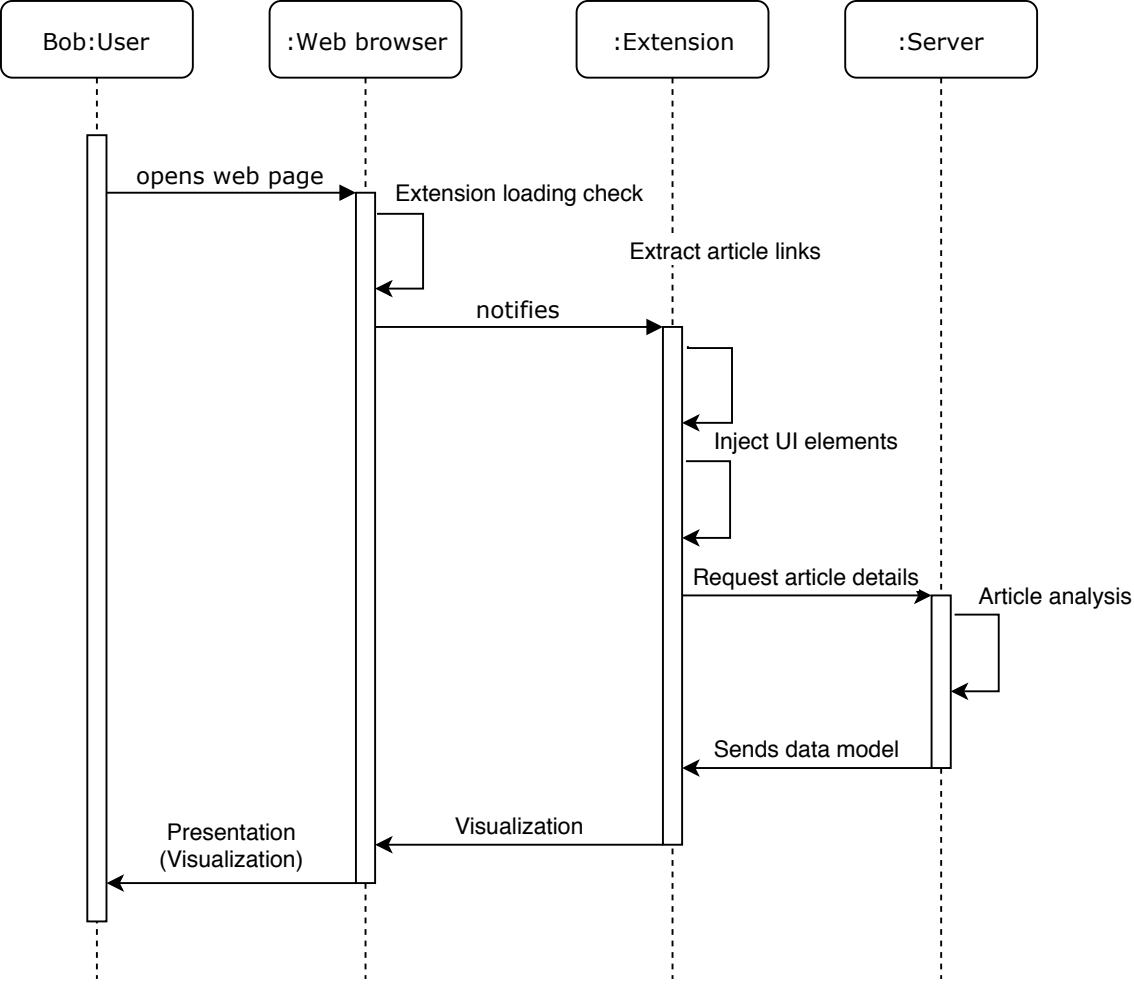 Bob:User
:Web browser
:Extension
:Server
opens web page
Extension loading check
Extract article links
notifies
Inject UI elements
Request article details
Article analysis
Sends data model
Visualization
Presentation
(Visualization)